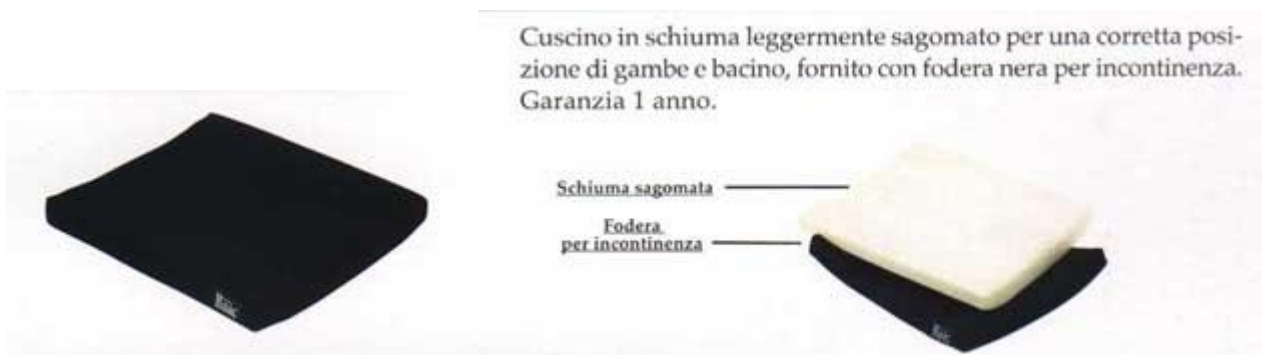 Cuscino in schiuma leggermente sagomato per una corretta posi-
zione di gambe e bacino, fornito con fodera nera per incontinenza.
Garanzia 1 anno.
Schiuma sagomata
Fodera
per incontinenza